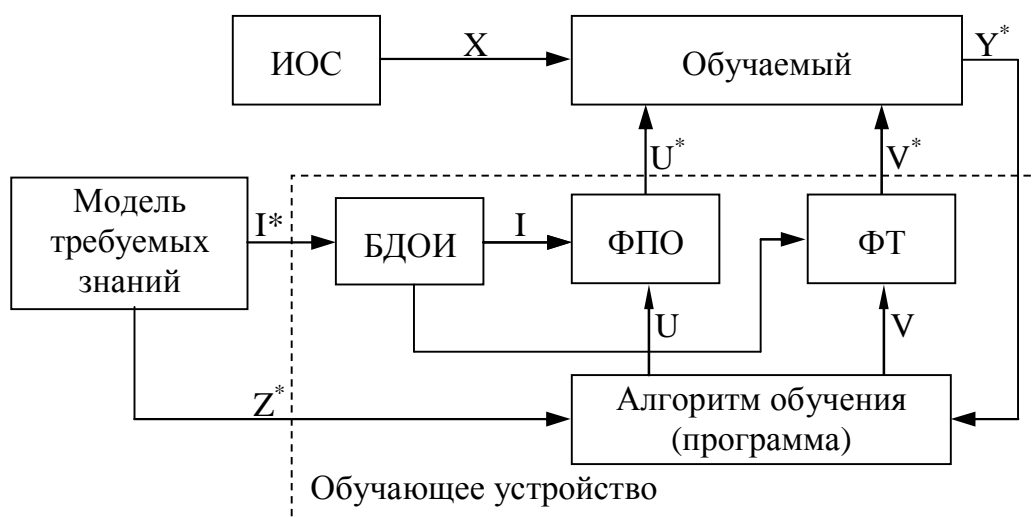 ИОС
X
Обучаемый
Y*
U*
V*
Модель
требуемых
знаний
I*
БДОИ
I
ФПО
ФТ
U
V
Z*
Алгоритм обучения
(программа)
Обучающее устройство